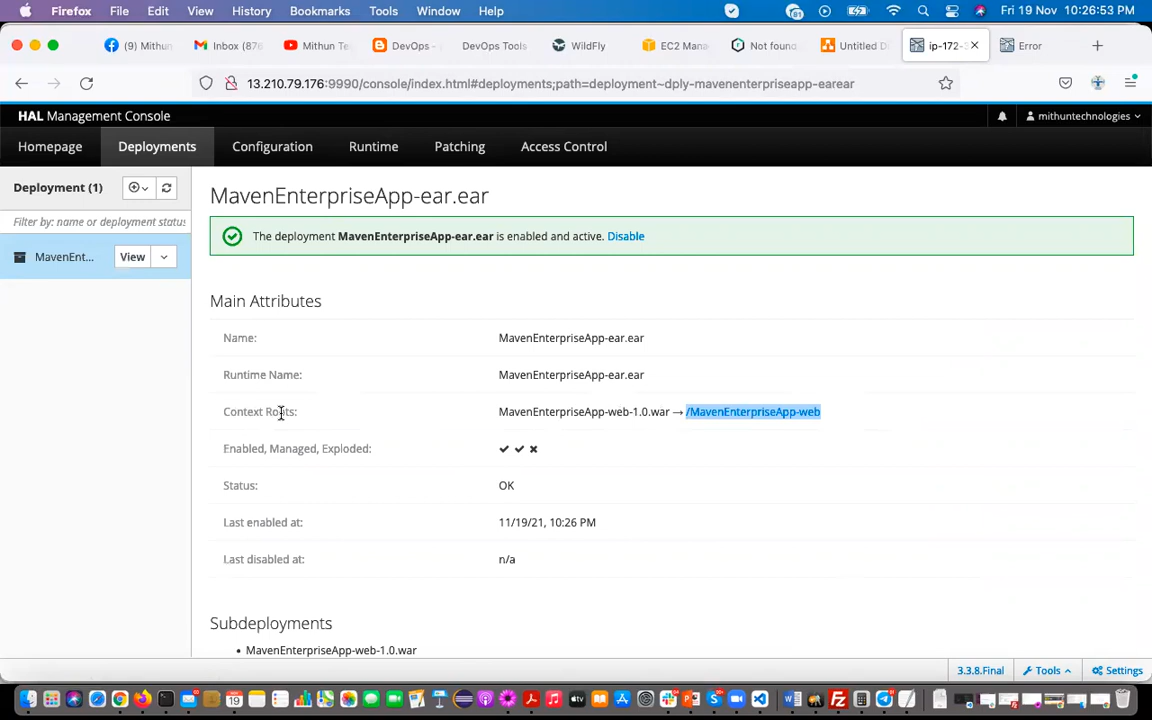 Firefox File Edit View History Bookmarks Tools Window Help 81 Fri 19 Nov 10:26:53 PM
(9) Mithun Inbox (876 Mithun Te DevOps - DevOps Tools WildFly EC2 Mana Not found Untitled D ip-172-3 Error
13.210.79.176:9990/console/index.html#deployments;path=deployment~dply-mavenenterpriseapp-earear
HAL Management Console mithuntechnologies
Homepage Deployments Configuration Runtime Patching Access Control
Deployment (1)
Filter by: name or deployment status
MavenEnt... View
MavenEnterpriseApp-ear.ear
The deployment MavenEnterpriseApp-ear.ear is enabled and active. Disable
Main Attributes
Name: MavenEnterpriseApp-ear.ear
Runtime Name: MavenEnterpriseApp-ear.ear
Context Roots: MavenEnterpriseApp-web-1.0.war → /MavenEnterpriseApp-web
Enabled, Managed, Exploded:
Status: OK
Last enabled at: 11/19/21, 10:26 PM
Last disabled at: n/a
Subdeployments
• MavenEnterpriseApp-web-1.0.war
3.3.8.Final Tools Settings